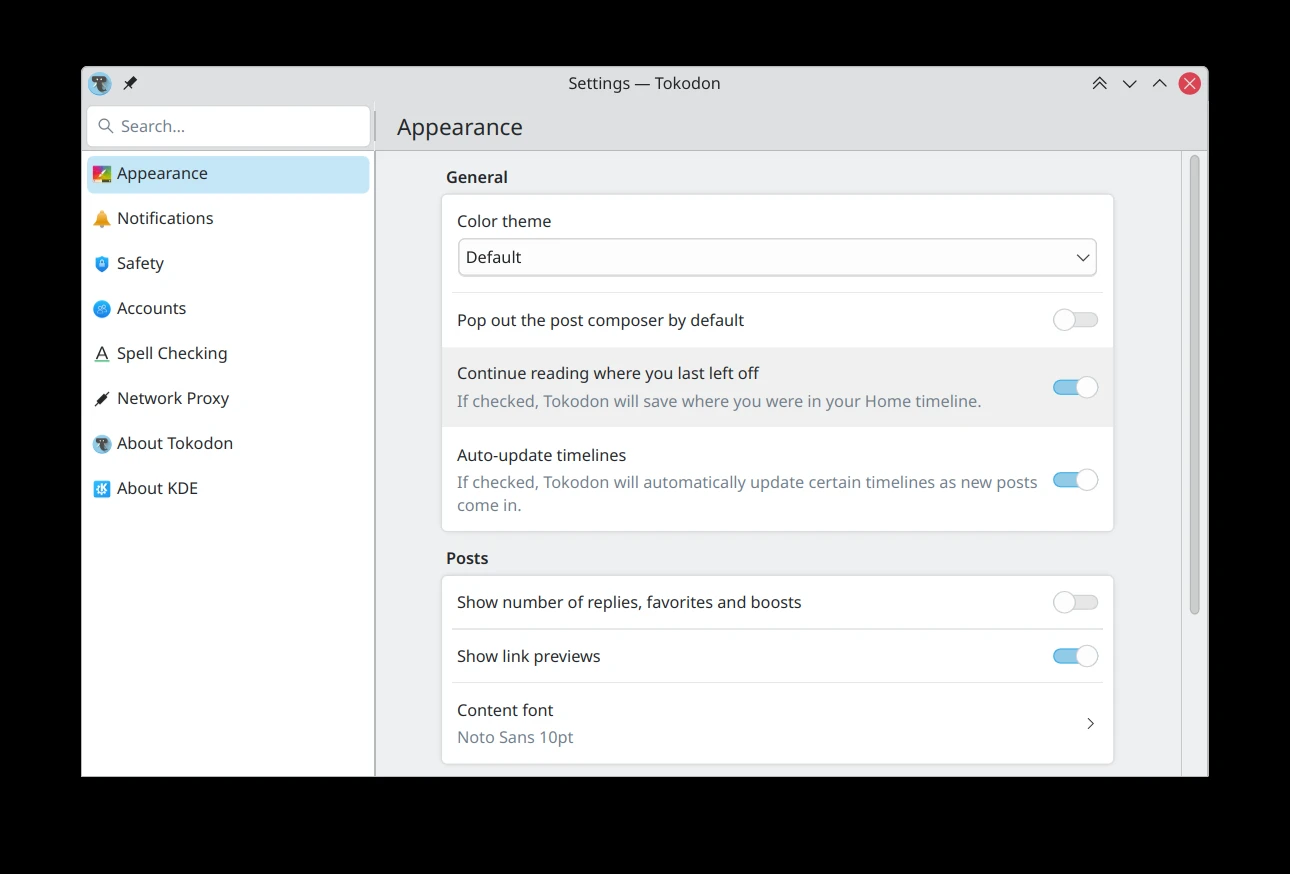 Settings — Tokodon
Search...
Appearance
Appearance
Notifications
Safety
Accounts
Spell Checking
Network Proxy
About Tokodon
About KDE
General
Color theme
Default
Pop out the post composer by default
Continue reading where you last left off
If checked, Tokodon will save where you were in your Home timeline.
Auto-update timelines
If checked, Tokodon will automatically update certain timelines as new posts
come in.
Posts
Show number of replies, favorites and boosts
Show link previews
Content font
Noto Sans 10pt